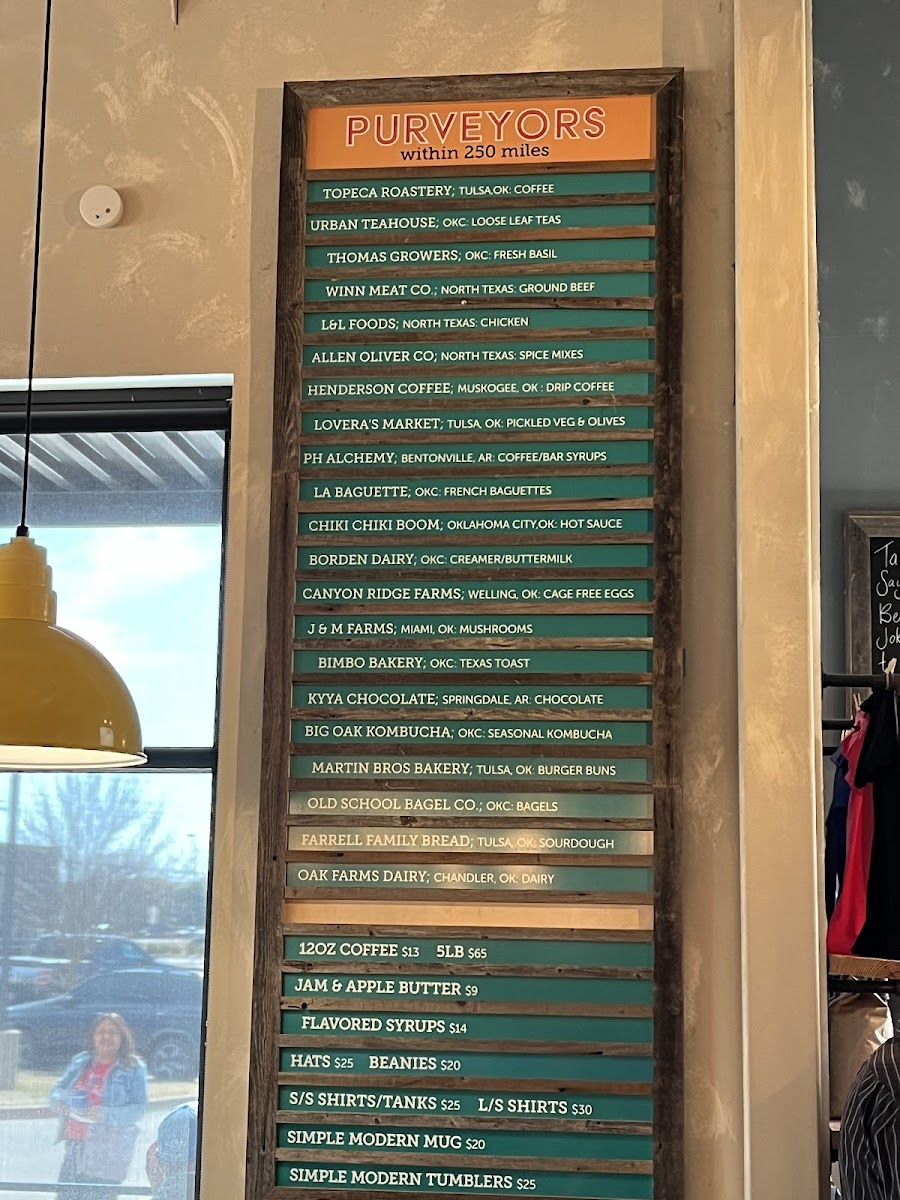 PURVEYORS
within 250 miles
TOPECA ROASTERY; TULSA,OK: COFFEE
URBAN TEAHOUSE; OKC: LOOSE LEAF TEAS
THOMAS GROWERS; OKC: FRESH BASIL
WINN MEAT CO.; NORTH TEXAS: GROUND BEEF
L&L FOODS; NORTH TEXAS: CHICKEN
ALLEN OLIVER CO; NORTH TEXAS: SPICE MIXES
HENDERSON COFFEE; MUSKOGEE, OK : DRIP COFFEE
LOVERA'S MARKET; TULSA, OK: PICKLED VEG & OLIVES
PH ALCHEMY; BENTONVILLE, AR: COFFEE/BAR SYRUPS
LA BAGUETTE; OKC: FRENCH BAGUETTES
CHIKI CHIKI BOOM; OKLAHOMA CITY,OK: HOT SAUCE
BORDEN DAIRY; OKC: CREAMER/BUTTERMILK
CANYON RIDGE FARMS; WELLING, OK: CAGE FREE EGGS
J & M FARMS; MIAMI, OK: MUSHROOMS
BIMBO BAKERY; OKC: TEXAS TOAST
KYYA CHOCOLATE; SPRINGDALE, AR: CHOCOLATE
BIG OAK KOMBUCHA; OKC: SEASONAL KOMBUCHA
MARTIN BROS BAKERY; TULSA, OK: BURGER BUNS
OLD SCHOOL BAGEL CO.; OKC: BAGELS
FARRELL FAMILY BREAD; TULSA, OK: SOURDOUGH
OAK FARMS DAIRY; CHANDLER, OK: DAIRY
12OZ COFFEE $13 5LB $65
JAM & APPLE BUTTER $9
FLAVORED SYRUPS $14
HATS $25 BEANIES $20
S/S SHIRTS/TANKS $25 L/S SHIRTS $30
SIMPLE MODERN MUG $20
SIMPLE MODERN TUMBLERS $25